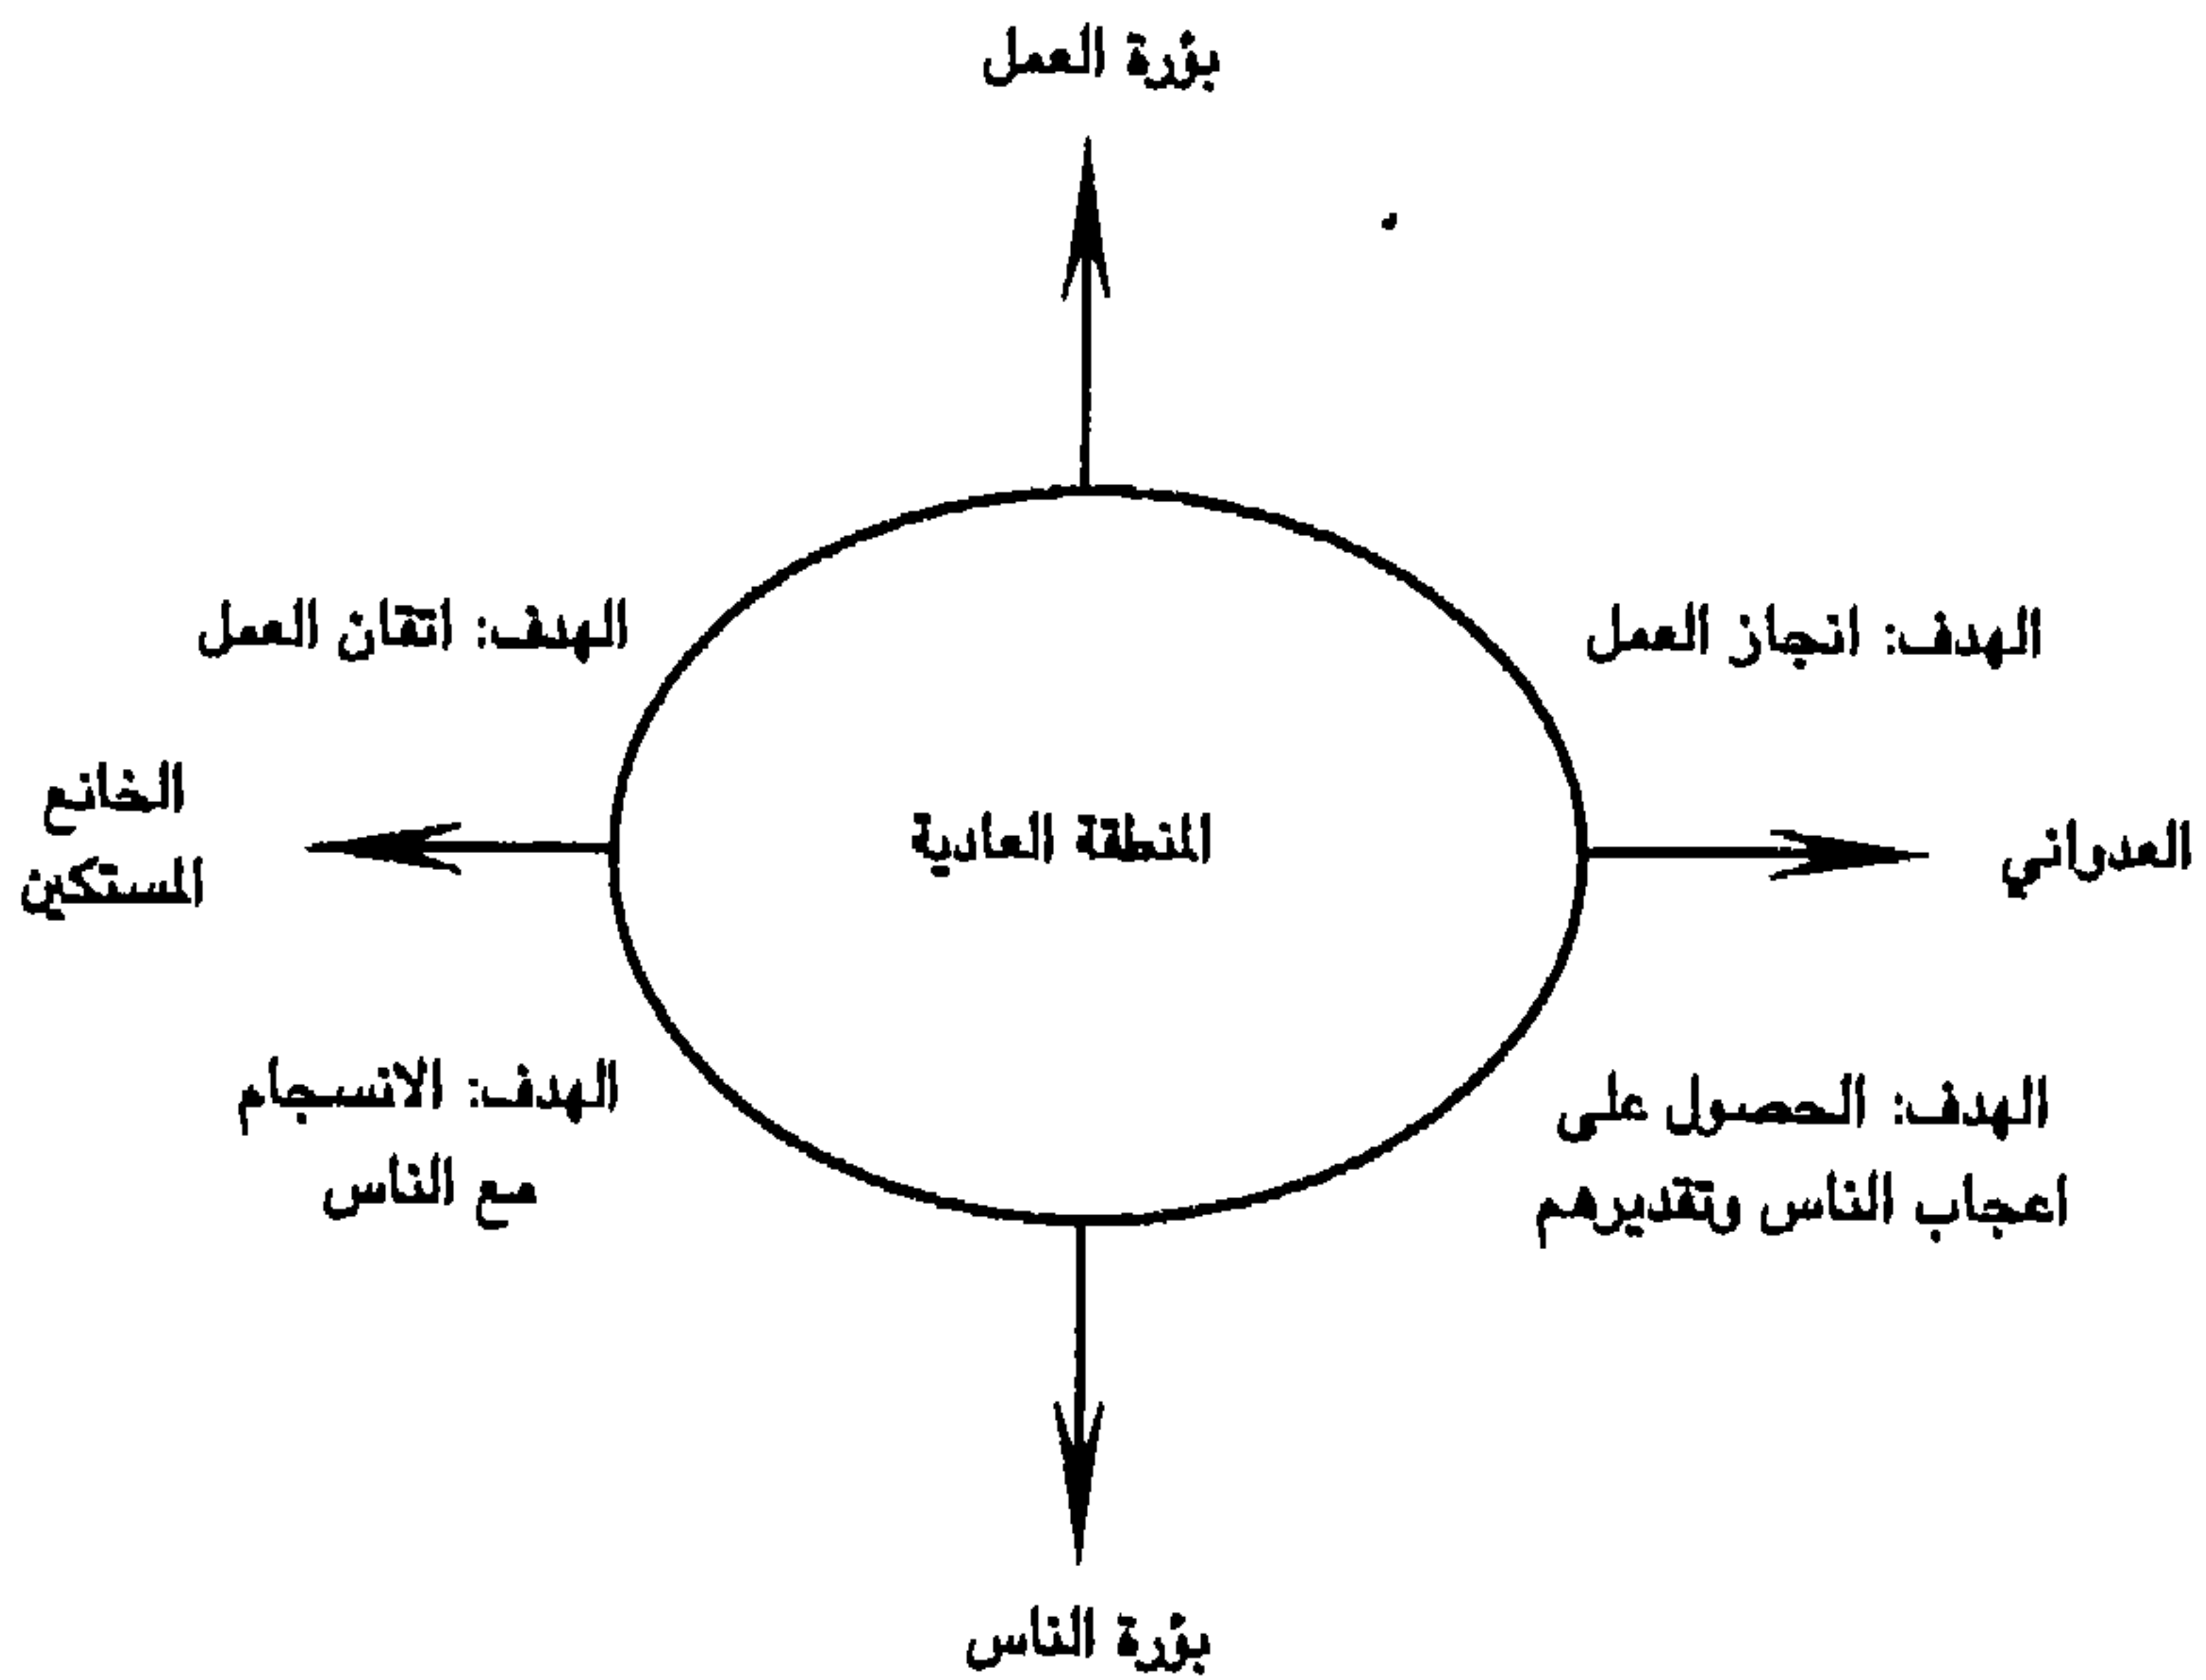 بؤرة العمل
الهدف: انجاز العمل
الهدف: اتقان العمل
العدواني
المنطقة العادية
الخانع
المستكين
الهدف: الحصول على
اعجاب الناس وتقديرهم
الهدف: الانسجام
مع الناس
بؤرة الناس